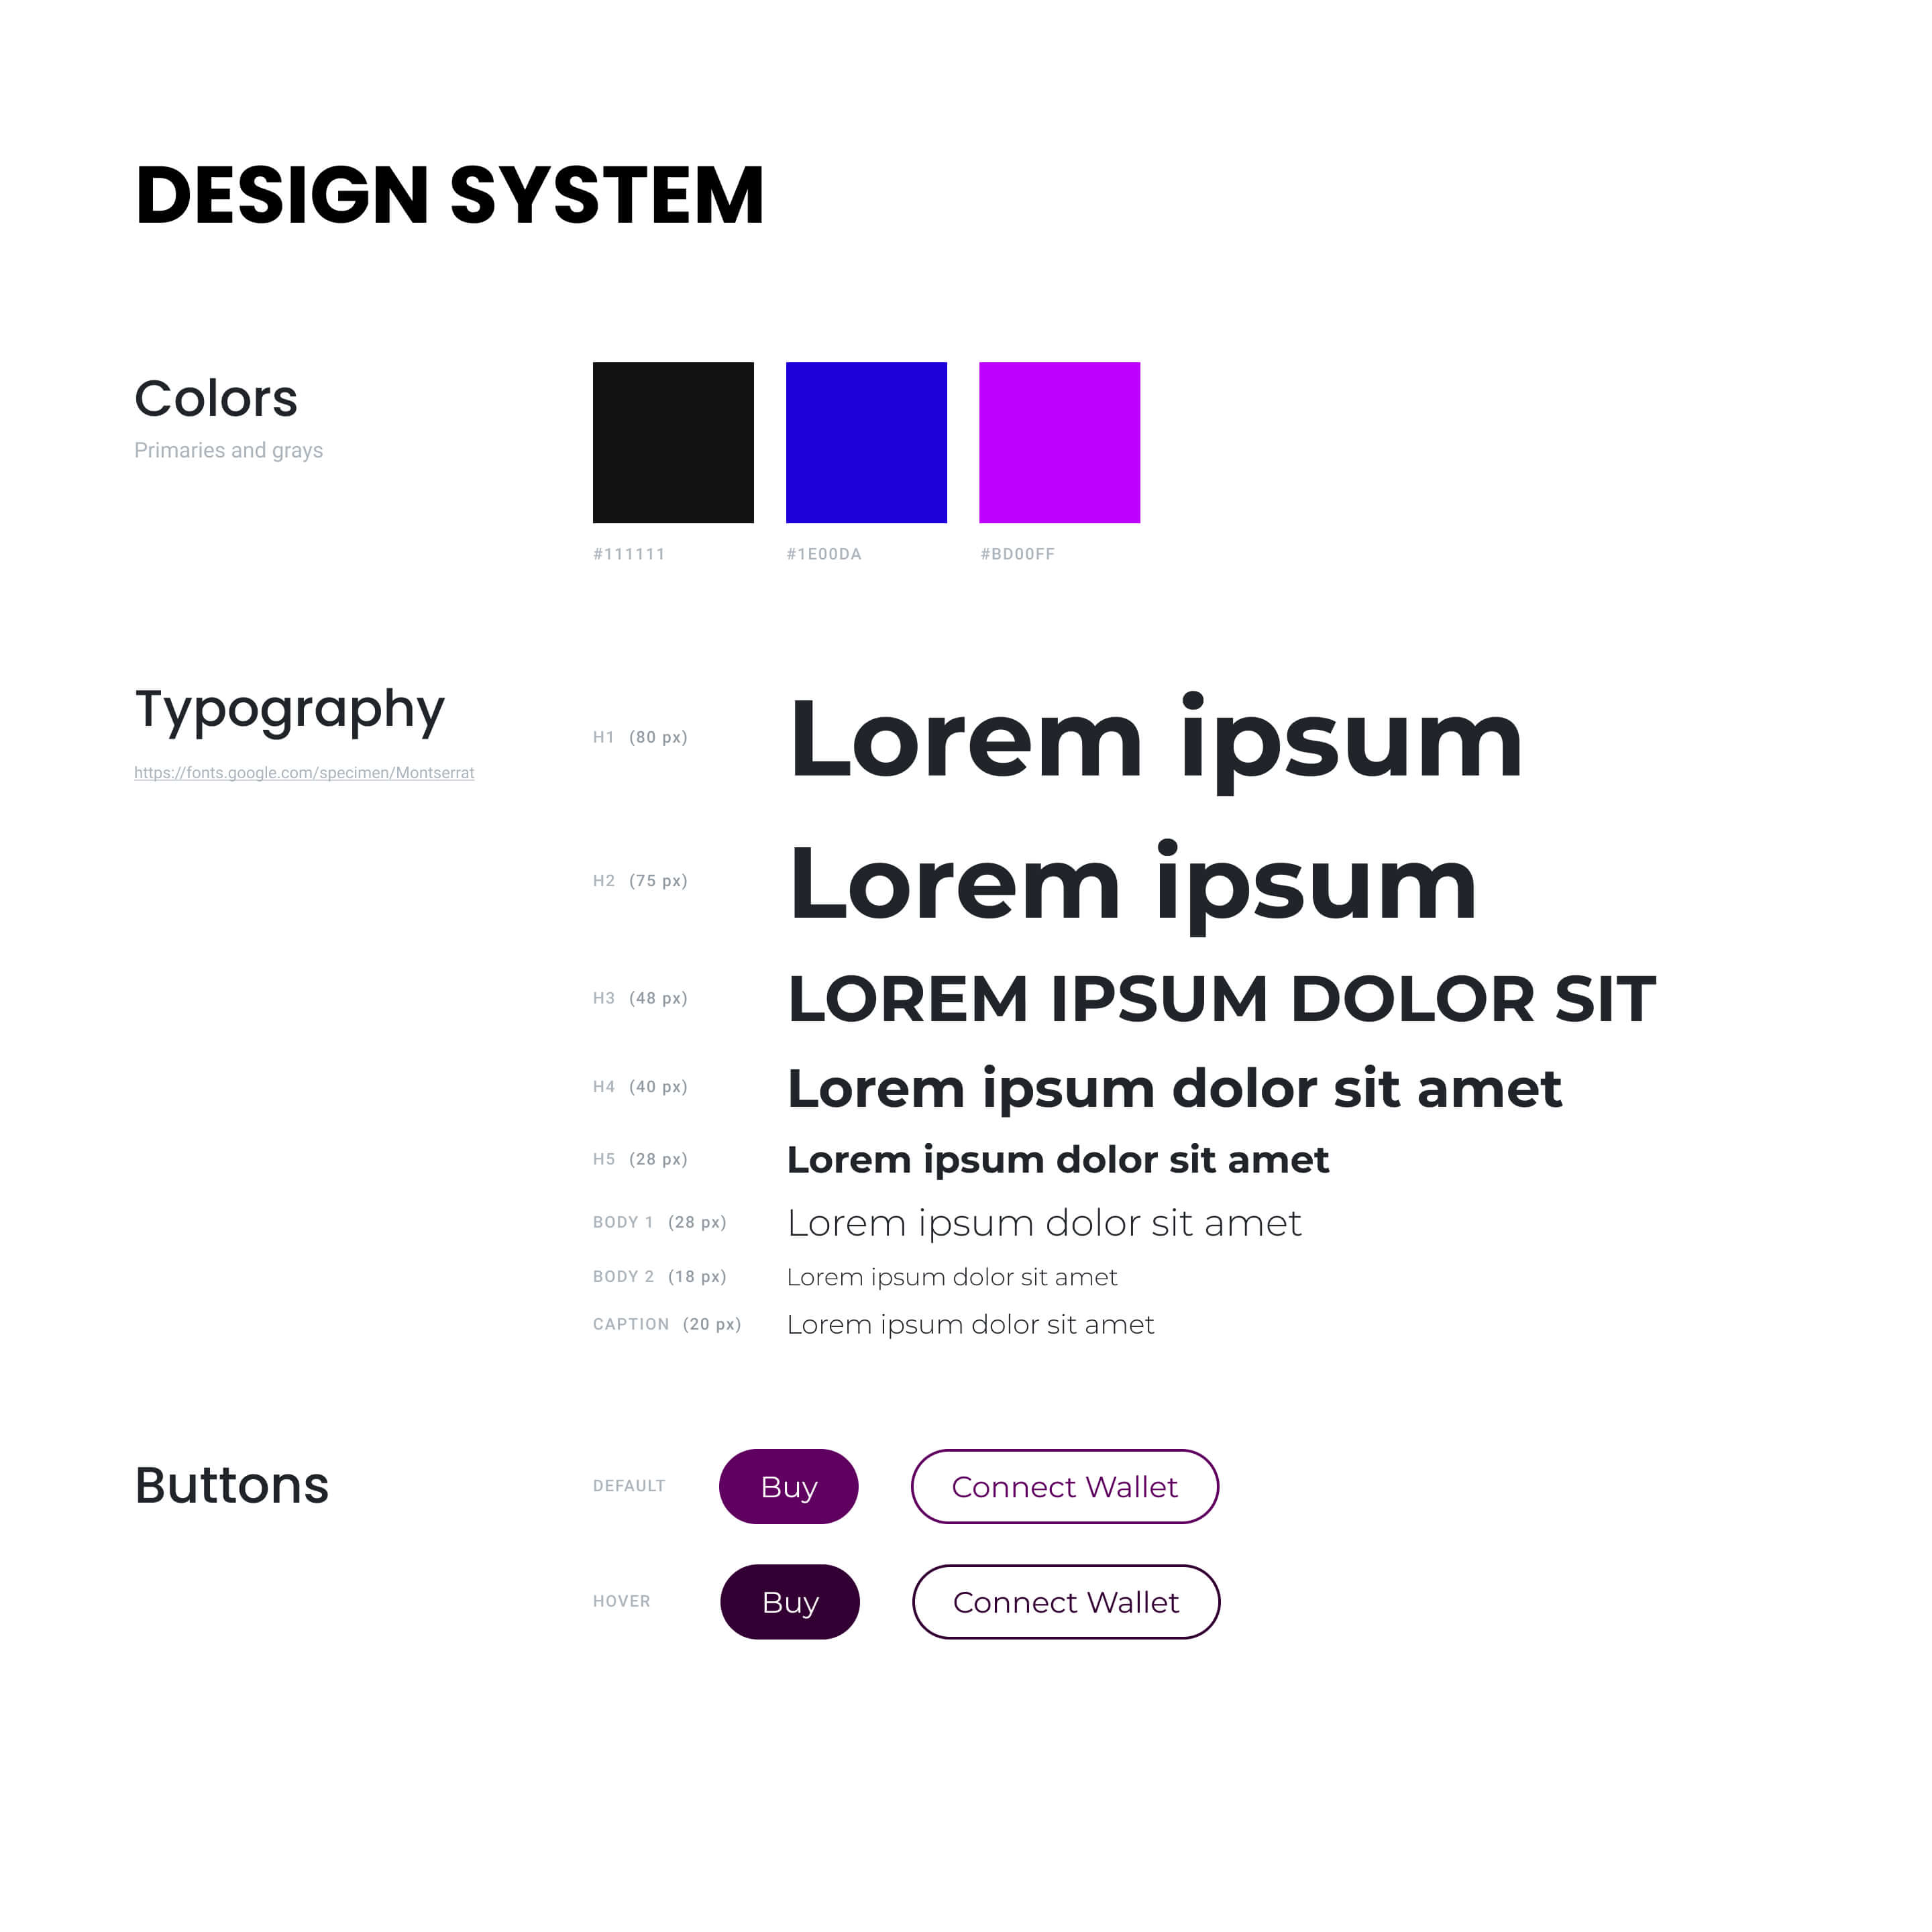 DESIGN SYSTEM
Colors
Primaries and grays
#111111 #1E00DA #BD00FF
Typography
https://fonts.google.com/specimen/Montserrat
H1 (80 px) Lorem ipsum
H2 (75 px) Lorem ipsum
H3 (48 px) LOREM IPSUM DOLOR SIT
H4 (40 px) Lorem ipsum dolor sit amet
H5 (28 px) Lorem ipsum dolor sit amet
BODY 1 (28 px) Lorem ipsum dolor sit amet
BODY 2 (18 px) Lorem ipsum dolor sit amet
CAPTION (20 px) Lorem ipsum dolor sit amet
Buttons
DEFAULT Buy Connect Wallet
HOVER Buy Connect Wallet